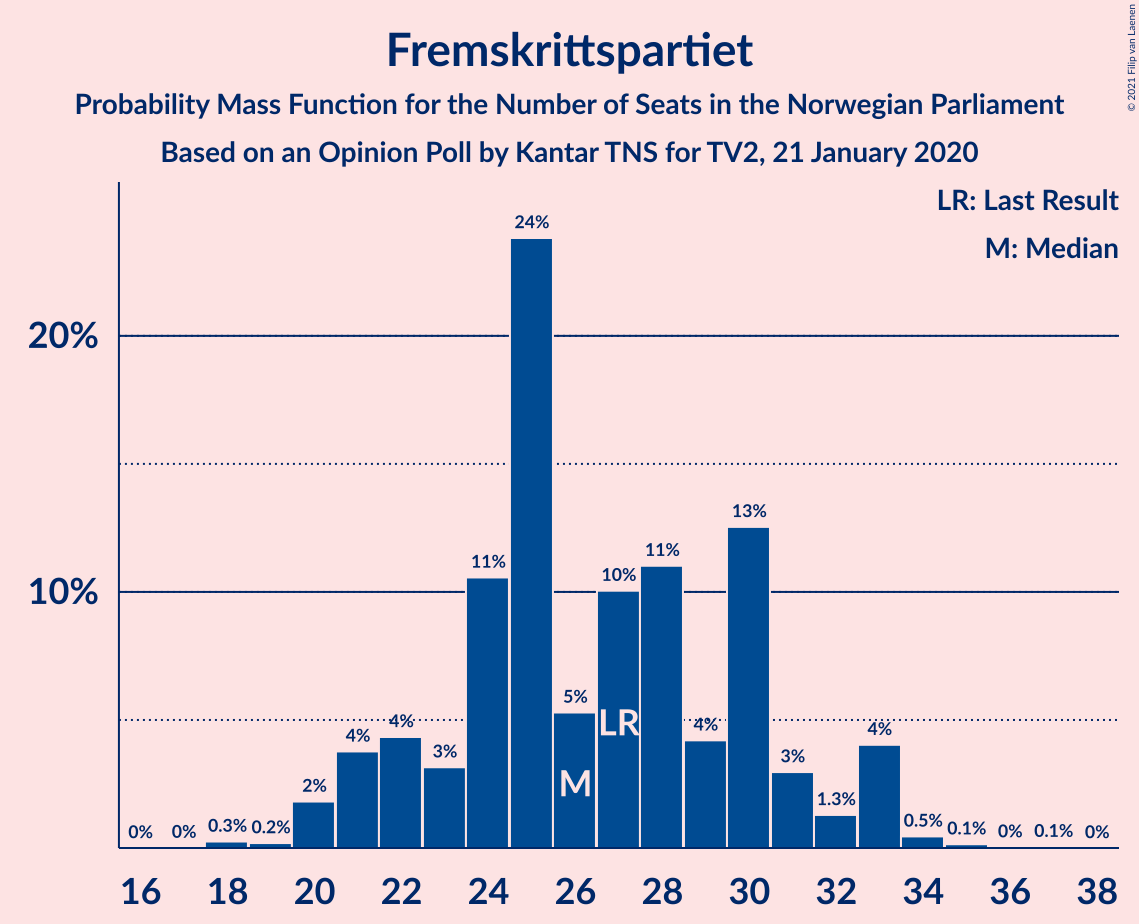 Fremskrittspartiet
Probability Mass Function for the Number of Seats in the Norwegian Parliament
Based on an Opinion Poll by Kantar TNS for TV2, 21 January 2020
© 2021 Filip van Laenen
LR: Last Result
M: Median
20%
10%
0% 0% 0.3% 0.2% 2% 4% 4% 3% 11% 24% 5% 10% 11% 4% 13% 3% 1.3% 4% 0.5% 0.1% 0% 0.1% 0%
LR
M
16 18 20 22 24 26 28 30 32 34 36 38